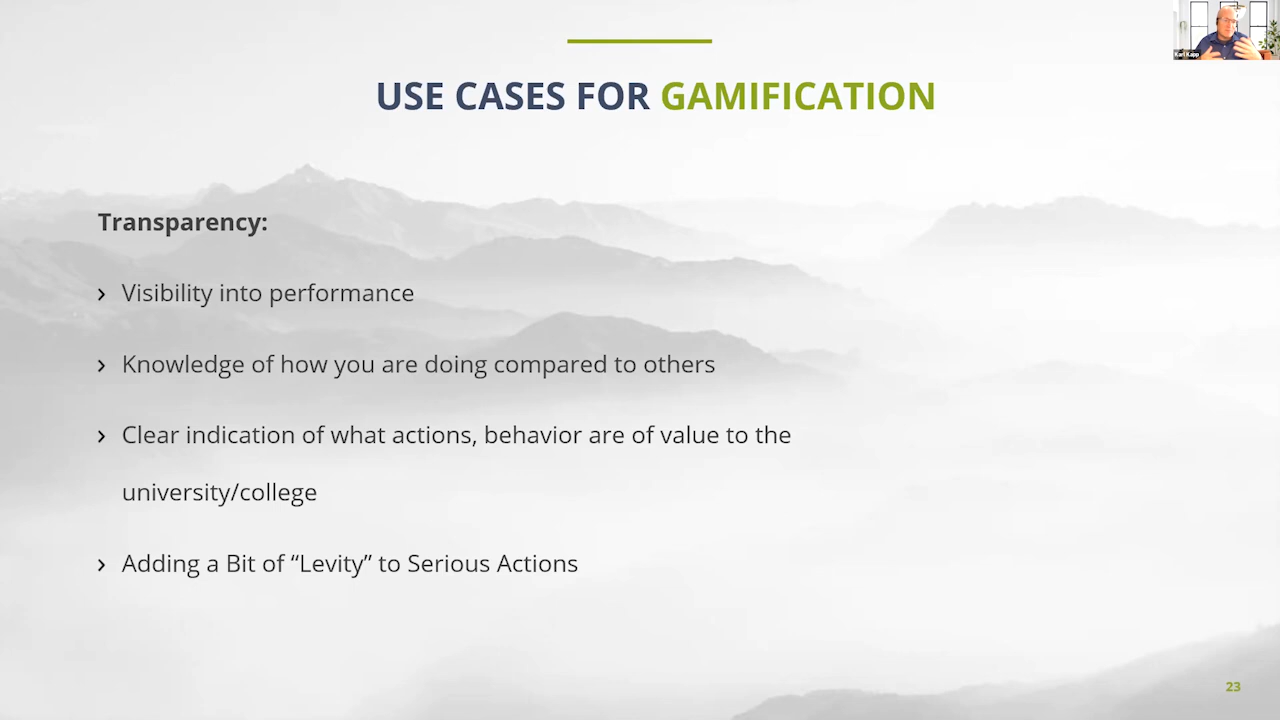 Karl Kapp
USE CASES FOR GAMIFICATION
Transparency:
› Visibility into performance
› Knowledge of how you are doing compared to others
› Clear indication of what actions, behavior are of value to the
university/college
› Adding a Bit of “Levity” to Serious Actions
23